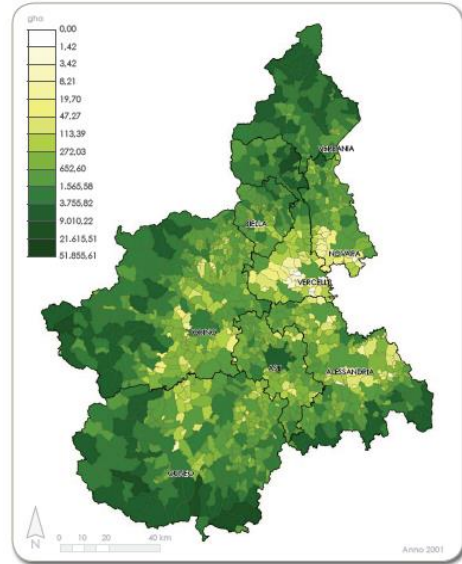 gha
0,00
1,42
3,42
8,21
19,70
47,27
113,39
272,03
652,60
1.565,58
3.755,82
9.010,22
21.615,51
51.855,61
VERBANIA
BIELLA
NOVARA
VERCELLI
TORINO
ASTI
ALESSANDRIA
CUNEO
N
0 10 20 40 km
Anno 2001